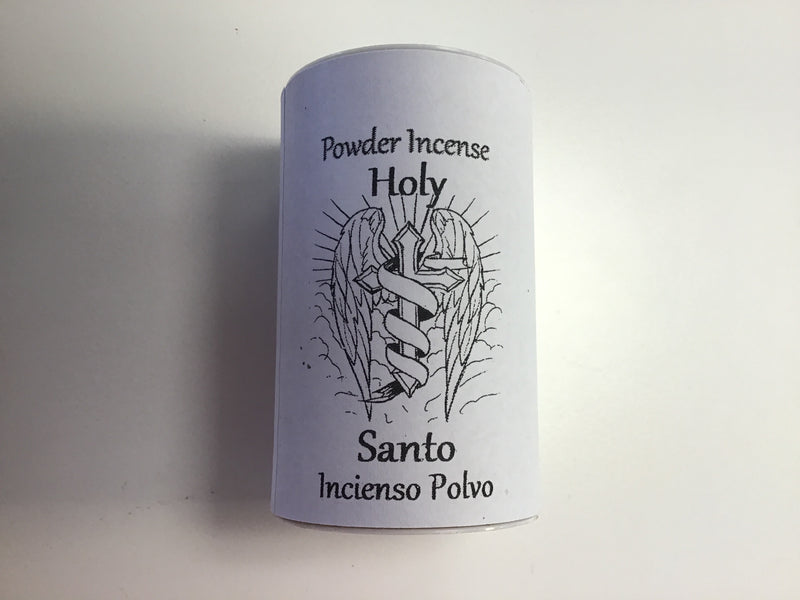 Powder Incense
Holy
Santo
Incienso Polvo